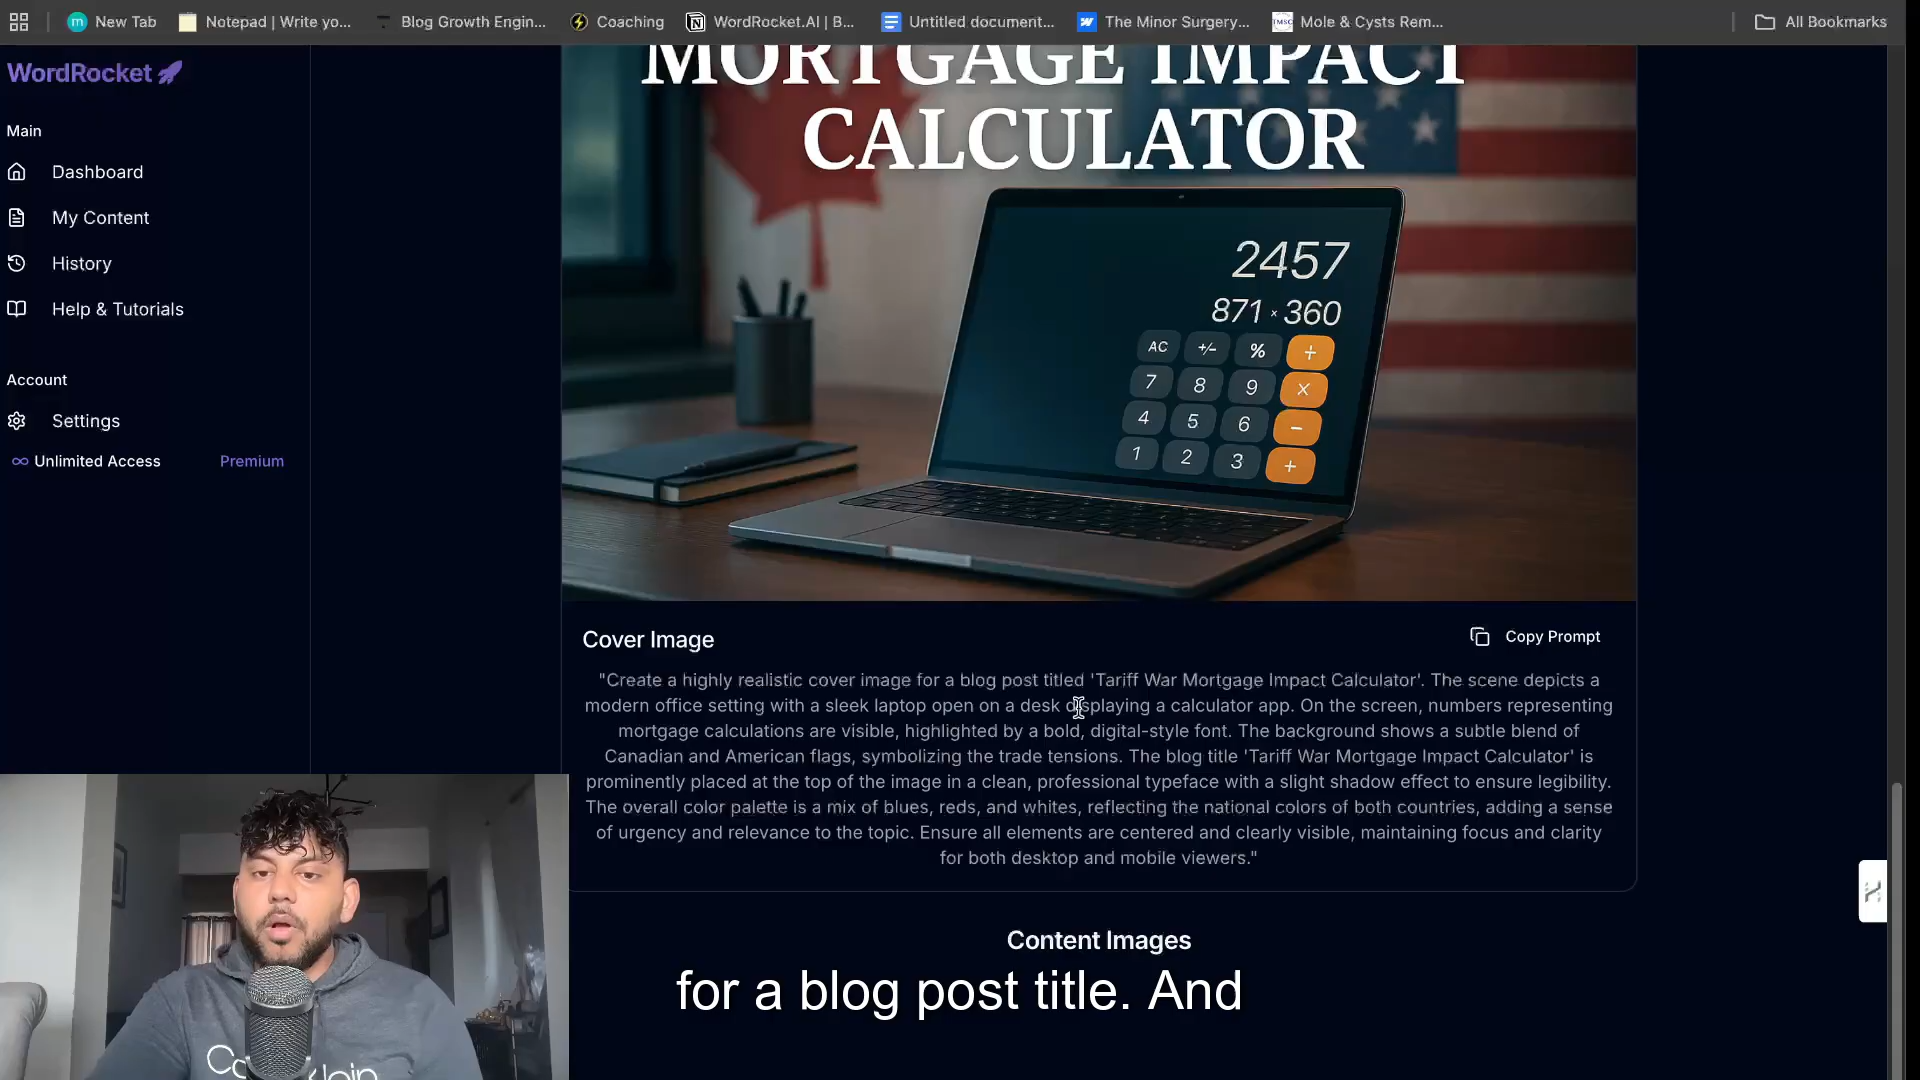 New Tab
Notepad | Write yo...
Blog Growth Engin...
Coaching
WordRocket.AI | B...
Untitled document...
The Minor Surgery...
TMSC
Mole & Cysts Rem...
All Bookmarks
WordRocket
Main
Dashboard
My Content
History
Help & Tutorials
Account
Settings
Unlimited Access
Premium
MORTGAGE IMPACT
CALCULATOR
2457
871 × 360
AC +/- % +
7 8 9 ×
4 5 6 −
1 2 3 +
Cover Image
Copy Prompt
"Create a highly realistic cover image for a blog post titled 'Tariff War Mortgage Impact Calculator'. The scene depicts a
modern office setting with a sleek laptop open on a desk displaying a calculator app. On the screen, numbers representing
mortgage calculations are visible, highlighted by a bold, digital-style font. The background shows a subtle blend of
Canadian and American flags, symbolizing the trade tensions. The blog title 'Tariff War Mortgage Impact Calculator' is
prominently placed at the top of the image in a clean, professional typeface with a slight shadow effect to ensure legibility.
The overall color palette is a mix of blues, reds, and whites, reflecting the national colors of both countries, adding a sense
of urgency and relevance to the topic. Ensure all elements are centered and clearly visible, maintaining focus and clarity
for both desktop and mobile viewers."
Content Images
for a blog post title. And